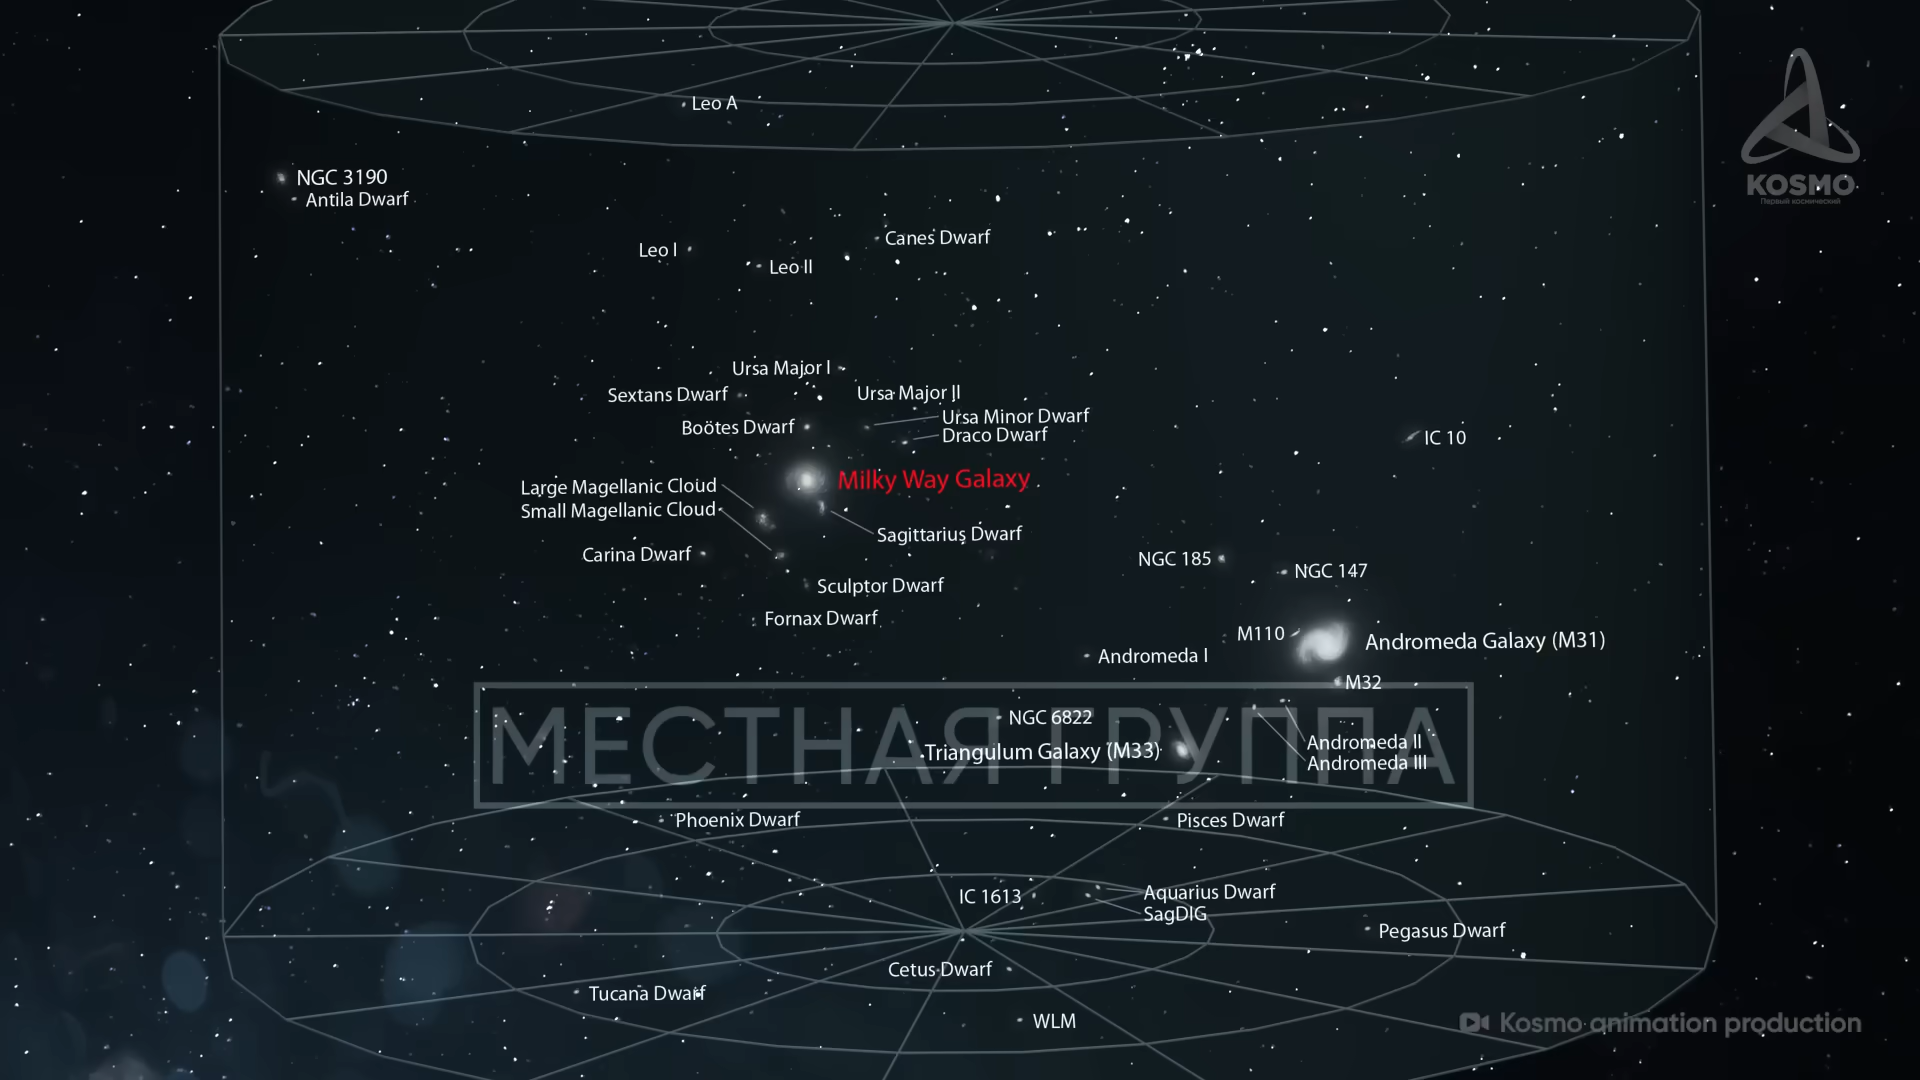 Leo A
KOSMO
Первый космический
NGC 3190
Antila Dwarf
Canes Dwarf
Leo I
Leo II
Ursa Major I
Sextans Dwarf
Ursa Major II
Ursa Minor Dwarf
Boötes Dwarf
Draco Dwarf
IC 10
Milky Way Galaxy
Large Magellanic Cloud
Small Magellanic Cloud
Sagittarius Dwarf
Carina Dwarf
NGC 185
NGC 147
Sculptor Dwarf
Fornax Dwarf
M110
Andromeda Galaxy (M31)
Andromeda I
M32
МЕСТНАЯ ГРУППА
NGC 6822
Andromeda II
Triangulum Galaxy (M33)
Andromeda III
Phoenix Dwarf
Pisces Dwarf
IC 1613
Aquarius Dwarf
SagDIG
Pegasus Dwarf
Cetus Dwarf
Tucana Dwarf
WLM
Kosmo animation production